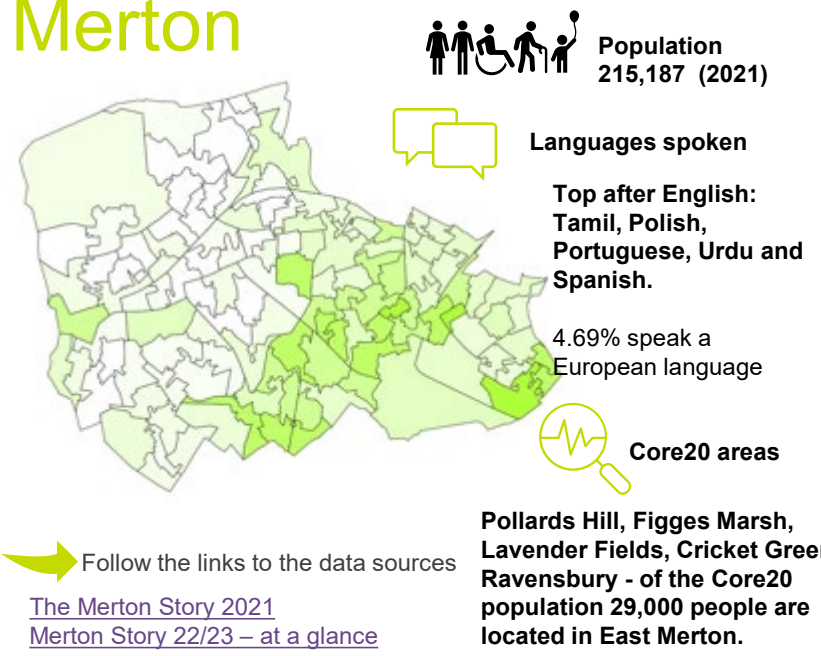 Merton
Population
215,187 (2021)
Languages spoken
Top after English:
Tamil, Polish,
Portuguese, Urdu and
Spanish.
4.69% speak a
European language
Core20 areas
Pollards Hill, Figges Marsh,
Lavender Fields, Cricket Green
Ravensbury - of the Core20
population 29,000 people are
located in East Merton.
Follow the links to the data sources
The Merton Story 2021
Merton Story 22/23 – at a glance